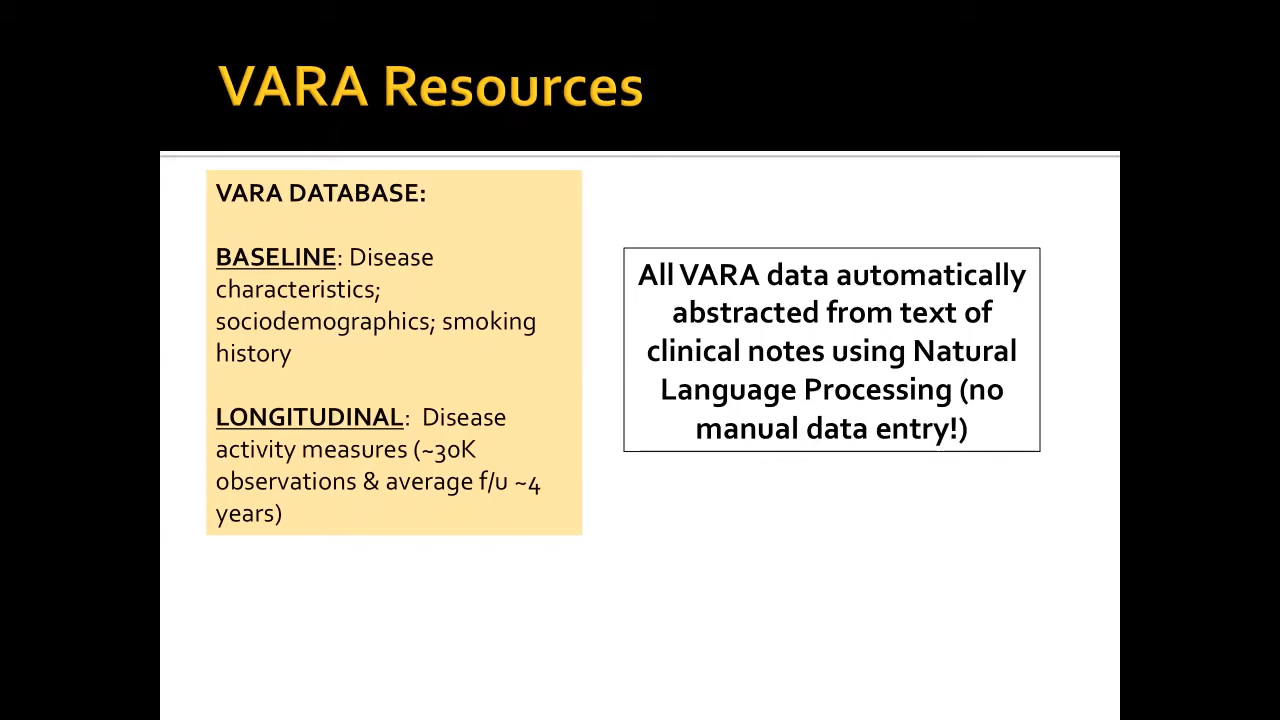 VARA Resources
VARA DATABASE:
BASELINE: Disease
characteristics;
sociodemographics; smoking
history
LONGITUDINAL:  Disease
activity measures (~30K
observations & average f/u ~4
years)
All VARA data automatically
abstracted from text of
clinical notes using Natural
Language Processing (no
manual data entry!)